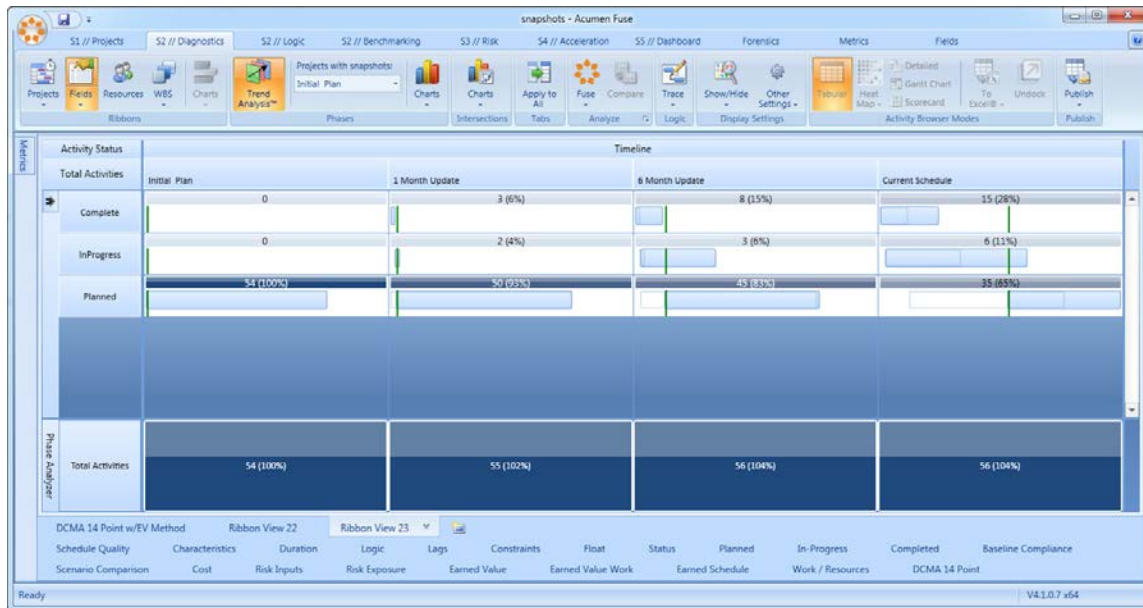 snapshots - Acumen Fuse
S1 // Projects S2 // Diagnostics S2 // Logic S2 // Benchmarking S3 // Risk S4 // Acceleration S5 // Dashboard Forensics Metrics Fields
Projects with snapshots:
Initial Plan
Detailed
Gantt Chart
Scorecard
Projects Fields Resources WBS Charts Trend Analysis™ Charts Charts Apply to All Fuse Compare Trace Show/Hide Other Settings Tabular Heat Map To Excel® Undock Publish
Ribbons Phases Intersections Tabs Analyze Logic Display Settings Activity Browser Modes Publish
Metrics
Activity Status Timeline
Total Activities Initial Plan 1 Month Update 6 Month Update Current Schedule
Complete 0 3 (6%) 8 (15%) 15 (28%)
InProgress 0 2 (4%) 3 (6%) 6 (11%)
Planned 54 (100%) 50 (93%) 45 (83%) 35 (65%)
Phase Analyzer
Total Activities 54 (100%) 55 (102%) 56 (104%) 56 (104%)
DCMA 14 Point w/EV Method Ribbon View 22 Ribbon View 23
Schedule Quality Characteristics Duration Logic Lags Constraints Float Status Planned In-Progress Completed Baseline Compliance
Scenario Comparison Cost Risk Inputs Risk Exposure Earned Value Earned Value Work Earned Schedule Work / Resources DCMA 14 Point
Ready V4.1.0.7 x64